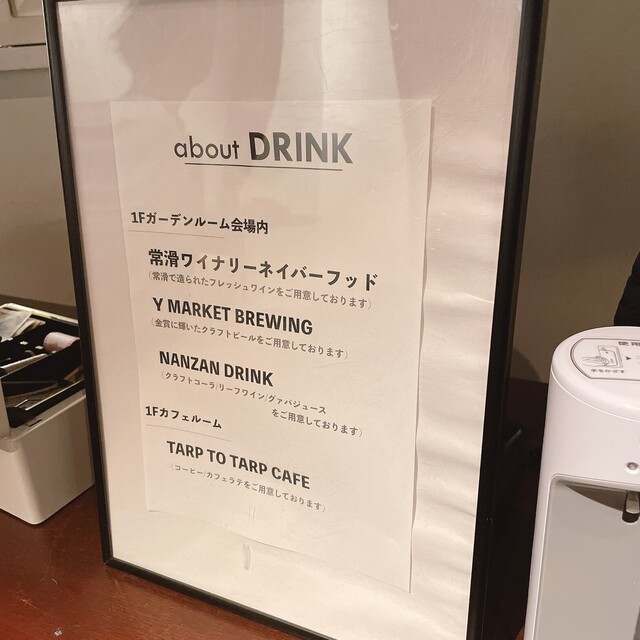 about DRINK
1Fガーデンルーム会場内
常滑ワイナリーネイバーフッド
(常滑で造られたフレッシュワインをご用意しております)
Y MARKET BREWING
(金賞に輝いたクラフトビールをご用意しております)
NANZAN DRINK
(クラフトコーラ/リーフワイン/グァバジュース
をご用意しております)
1Fカフェルーム
TARP TO TARP CAFE
(コーヒー/カフェラテをご用意しております)
使用
手をかざす